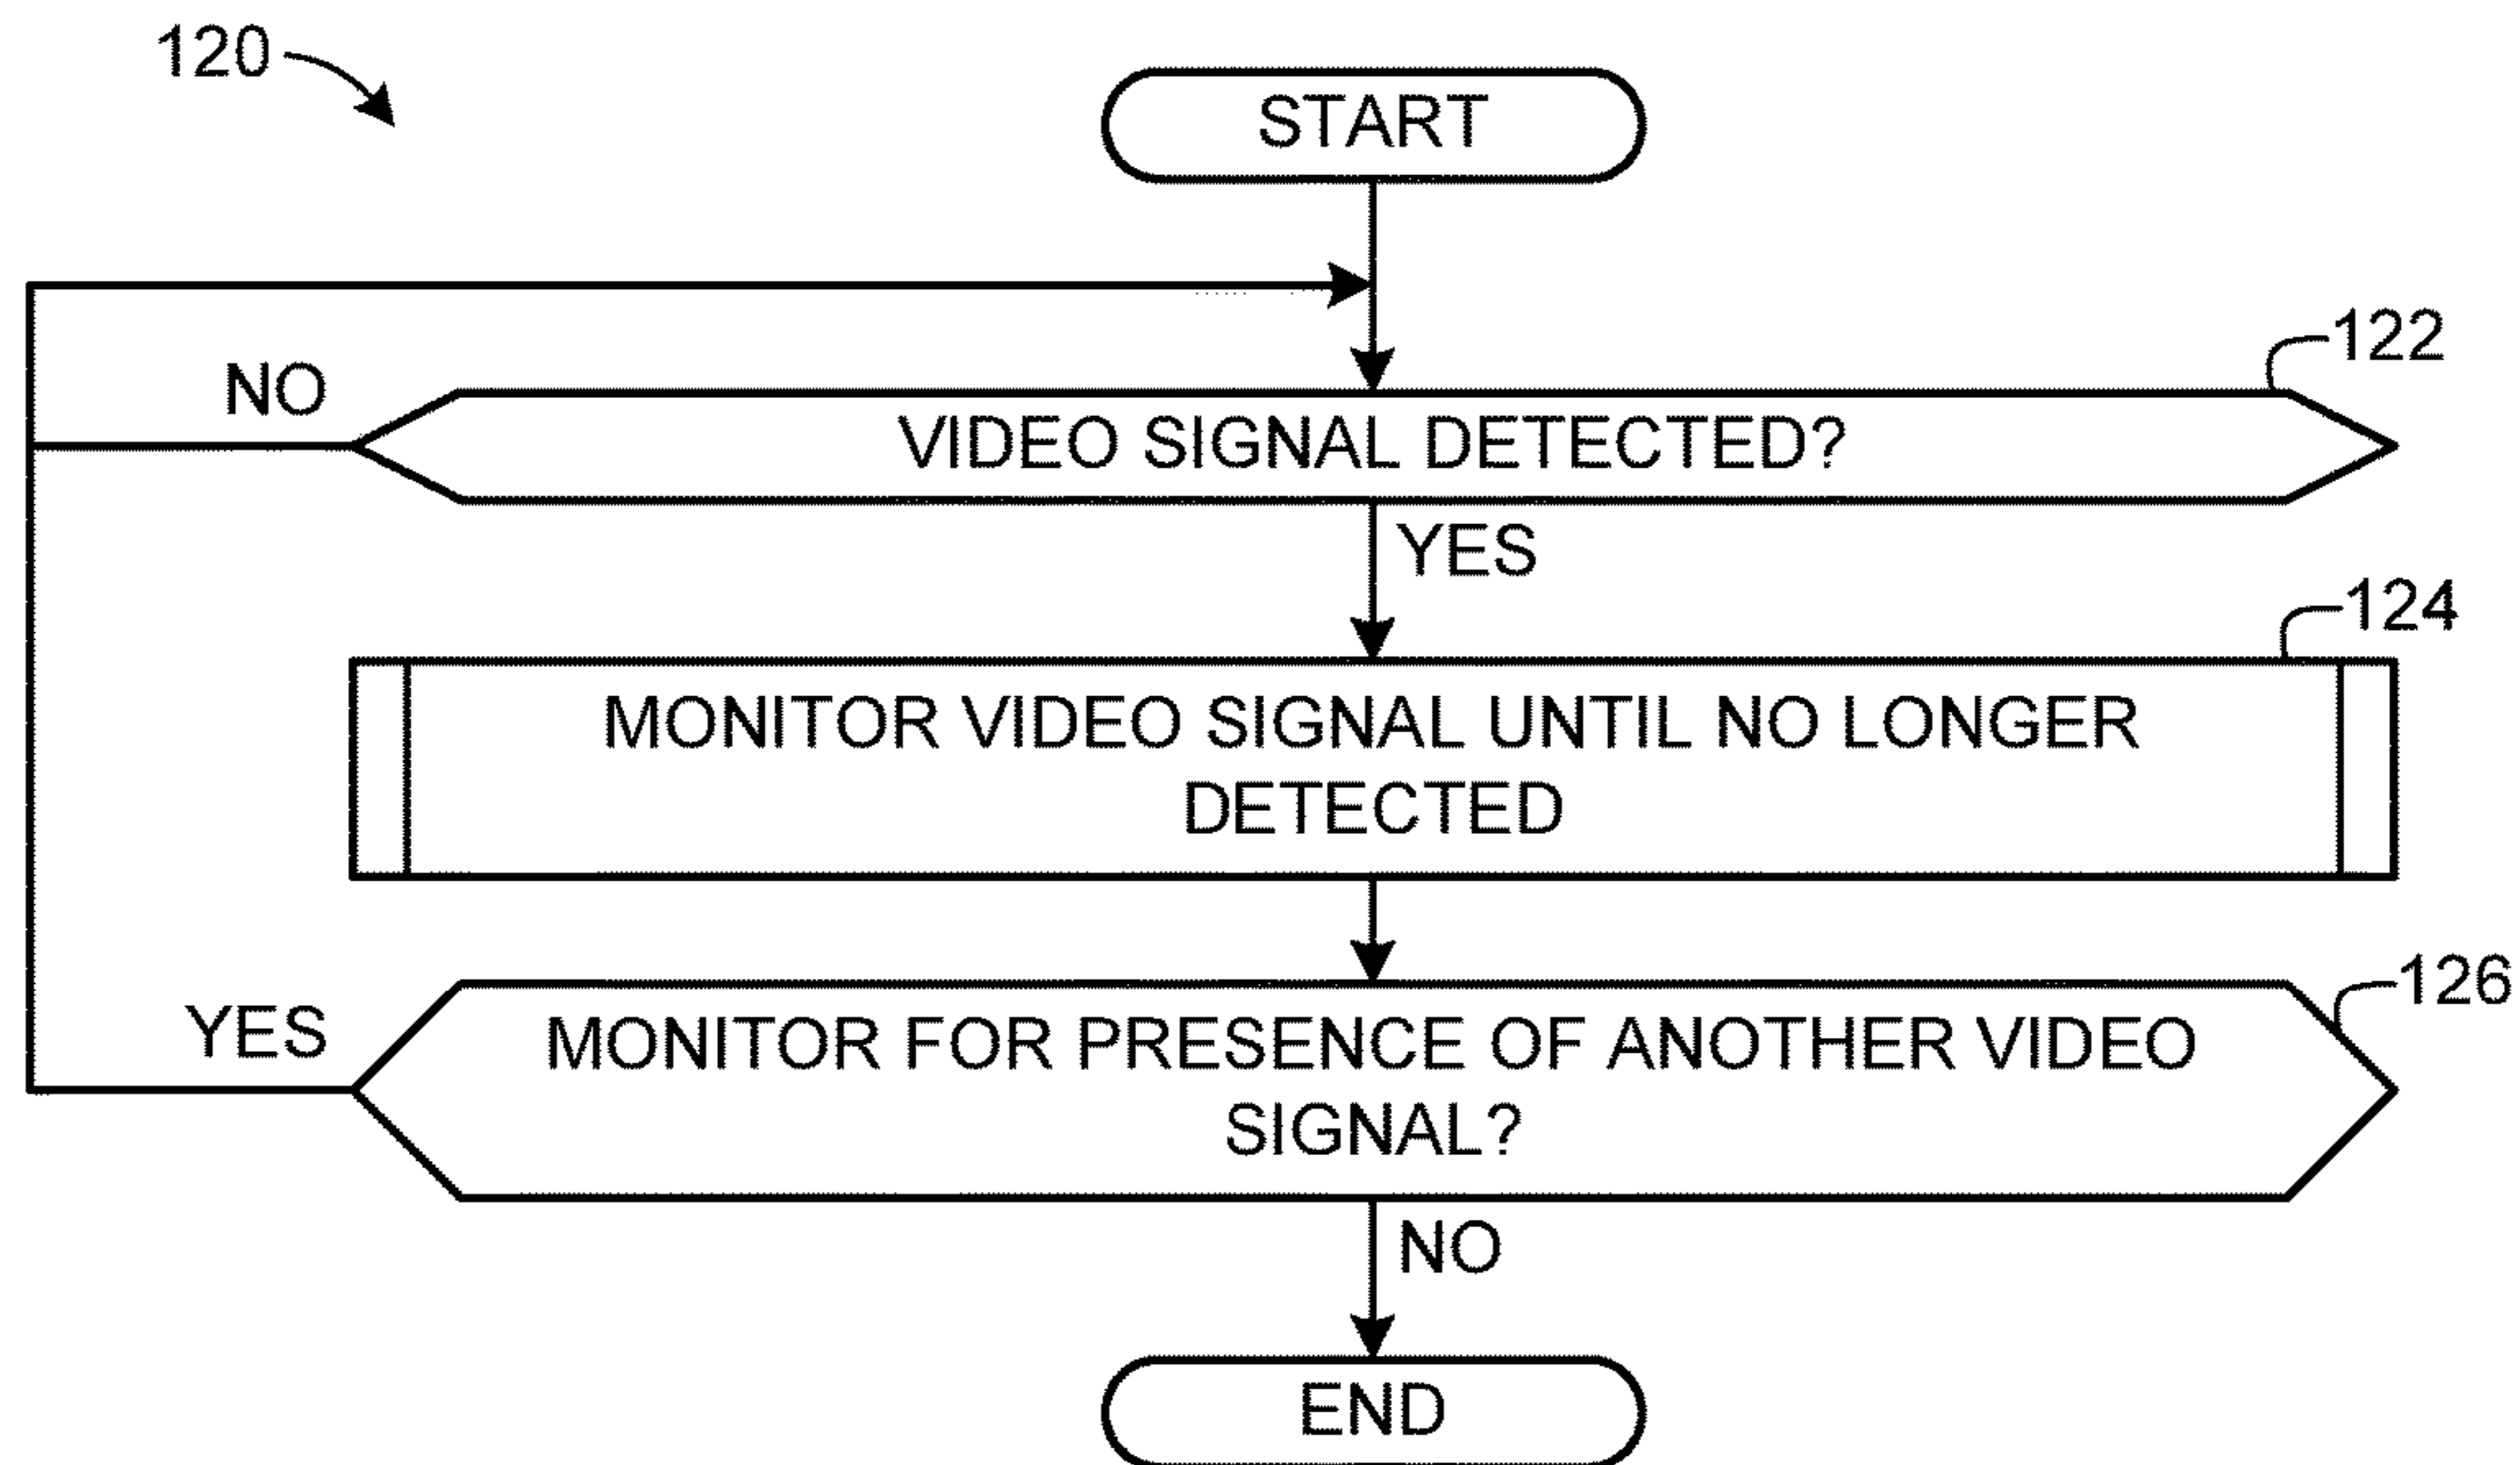 120
START
122
NO
VIDEO SIGNAL DETECTED?
YES
124
MONITOR VIDEO SIGNAL UNTIL NO LONGER
DETECTED
126
YES
MONITOR FOR PRESENCE OF ANOTHER VIDEO
SIGNAL?
NO
END